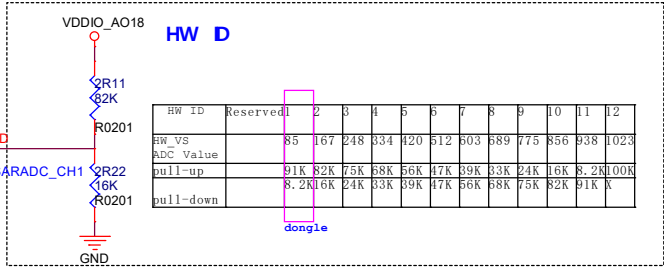 VDDIO_AO18
HW ID
2R11
82K
R0201
D
SARADC_CH1
2R22
16K
R0201
GND
HW ID Reserved 1 2 3 4 5 6 7 8 9 10 11 12
HW_VS 85 167 248 334 420 512 603 689 775 856 938 1023
ADC Value
pull-up 91K 82K 75K 68K 56K 47K 39K 33K 24K 16K 8.2K 100K
8.2K 16K 24K 33K 39K 47K 56K 68K 75K 82K 91K X
pull-down
dongle